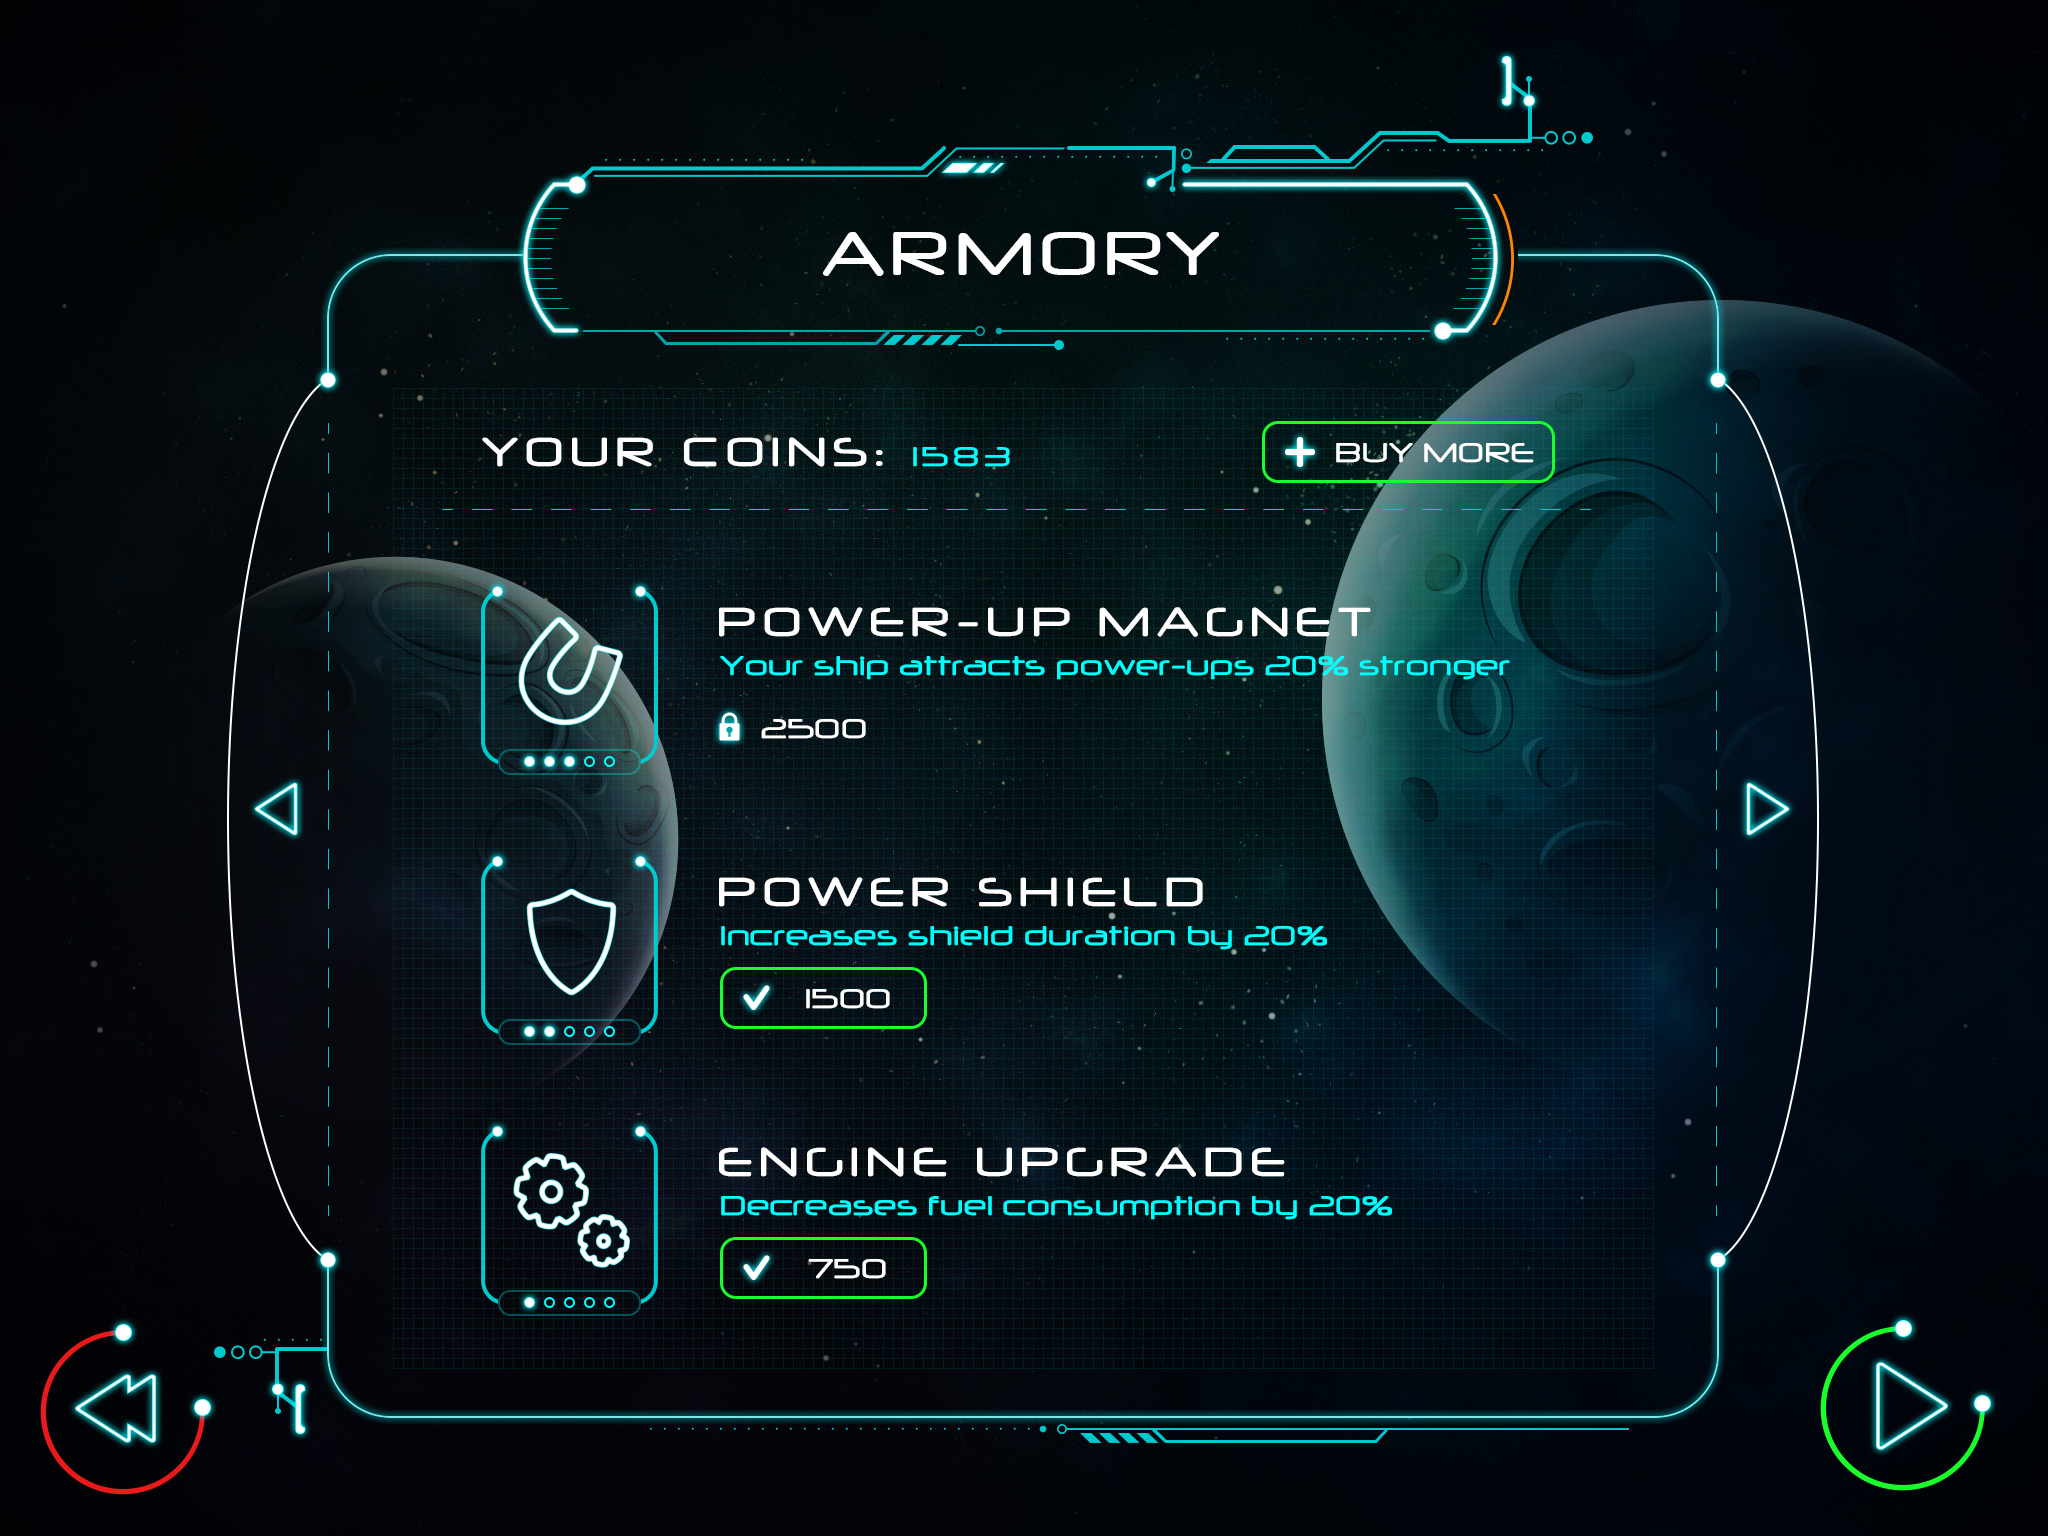 ARMORY
YOUR COINS: 1583
BUY MORE
POWER-UP MAGNET
Your ship attracts power-ups 20% stronger
2500
POWER SHIELD
Increases shield duration by 20%
1500
ENGINE UPGRADE
Decreases fuel consumption by 20%
750